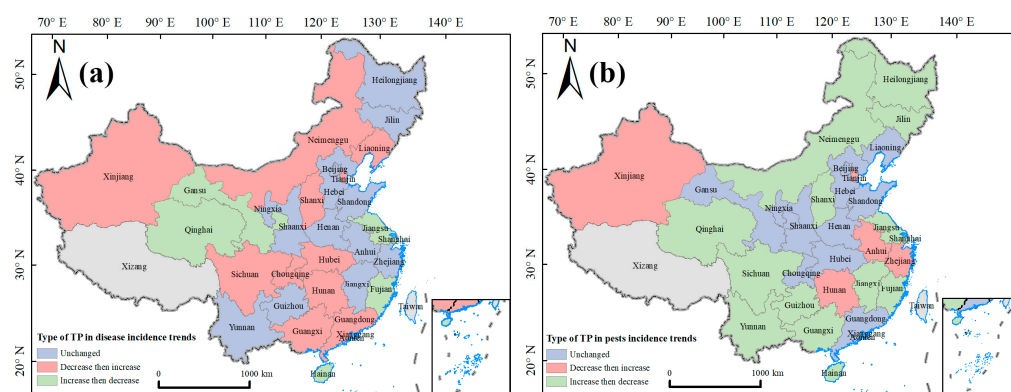 70° E 80° E 90° E 100° E 110° E 120° E 130° E 140° E
N
(a)
50° N
40° N
30° N
20° N
Heilongjiang
Jilin
Neimenggu
Liaoning
Xinjiang
Beijing
Tianjin
Gansu
Hebei
Ningxia
Shanxi
Shandong
Qinghai
Shaanxi
Henan
Jiangsu
Shanghai
Xizang
Anhui
Hubei
Zhejiang
Sichuan
Chongqing
Hunan
Jiangxi
Fujian
Guizhou
Yunnan
Guangxi
Guangdong
Taiwin
Hainan
Type of TP in disease incidence trends
Unchanged
Decrease then increase
Increase then decrease
0 1000 km
70° E 80° E 90° E 100° E 110° E 120° E 130° E 140° E
N
(b)
50° N
40° N
30° N
20° N
Heilongjiang
Jilin
Neimenggu
Liaoning
Xinjiang
Beijing
Tianjin
Gansu
Hebei
Ningxia
Shanxi
Shandong
Qinghai
Shaanxi
Henan
Jiangsu
Shanghai
Xizang
Anhui
Hubei
Zhejiang
Sichuan
Chongqing
Hunan
Jiangxi
Fujian
Guizhou
Yunnan
Guangxi
Guangdong
Taiwin
Hainan
Type of TP in pests incidence trends
Unchanged
Decrease then increase
Increase then decrease
0 1000 km